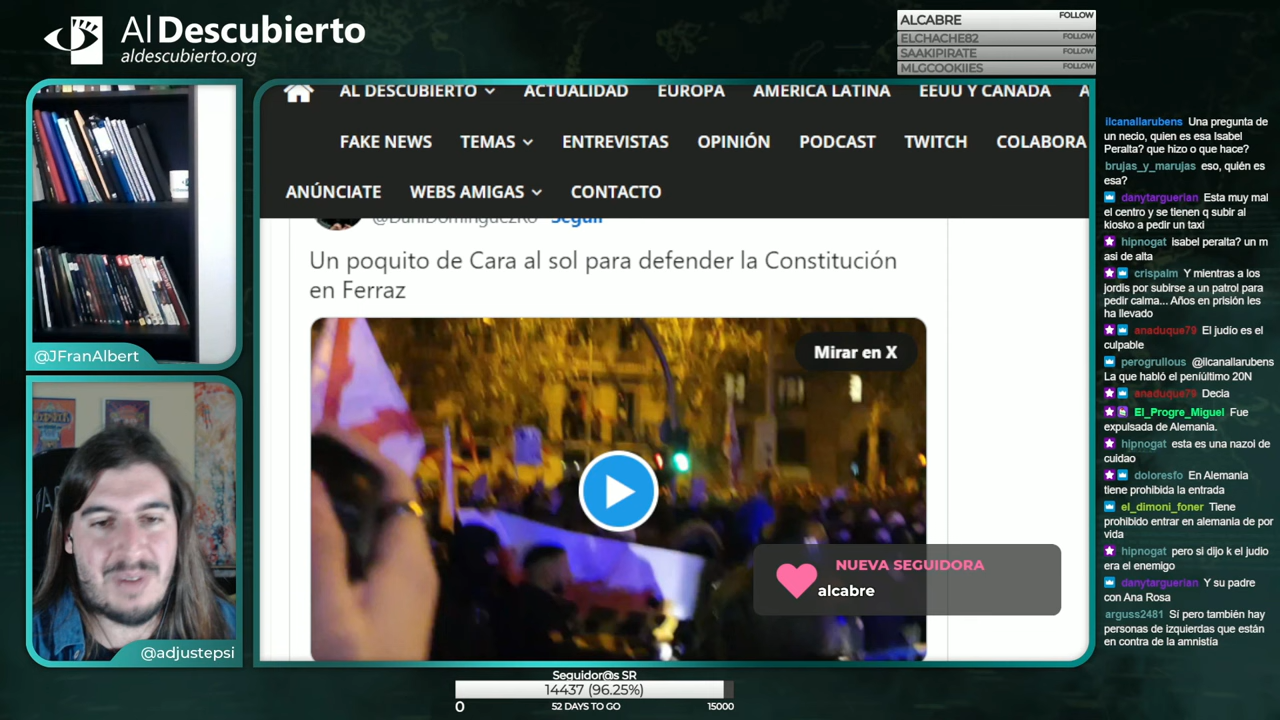 Al Descubierto
aldescubierto.org
ALCABRE FOLLOW
ELCHACHE82 FOLLOW
SAAKIPIRATE FOLLOW
MLGCOOKIIES FOLLOW
AL DESCUBIERTO
ACTUALIDAD
EUROPA
AMÉRICA LATINA
EEUU Y CANADÁ
FAKE NEWS
TEMAS
ENTREVISTAS
OPINIÓN
PODCAST
TWITCH
COLABORA
ANÚNCIATE
WEBS AMIGAS
CONTACTO
Un poquito de Cara al sol para defender la Constitución
en Ferraz
Mirar en X
NUEVA SEGUIDORA
alcabre
@JFranAlbert
@adjustepsi
ilcanallarubens Una pregunta de
un necio, quien es esa Isabel
Peralta? que hizo o que hace?
brujas_y_marujas eso, quién es
esa?
danytarguerian Esta muy mal
el centro y se tienen q subir al
kiosko a pedir un taxi
hipnogat isabel peralta? un m
asi de alta
crispalm Y mientras a los
jordis por subirse a un patrol para
pedir calma... Años en prisión les
ha llevado
anaduque79 El judío es el
culpable
perogrullous @ilcanallarubens
La que habló el peniúltimo 20N
anaduque79 Decia
El_Progre_Miguel Fue
expulsada de Alemania.
hipnogat esta es una nazoi de
cuidao
doloresfo En Alemania
tiene prohibida la entrada
el_dimoni_foner Tiene
prohibido entrar en alemania de por
vida
hipnogat pero si dijo k el judio
era el enemigo
danytarguerian Y su padre
con Ana Rosa
arguss2481 Sí pero también hay
personas de izquierdas que están
en contra de la amnistía
Seguidor@s SR
14437 (96.25%)
0 52 DAYS TO GO 15000